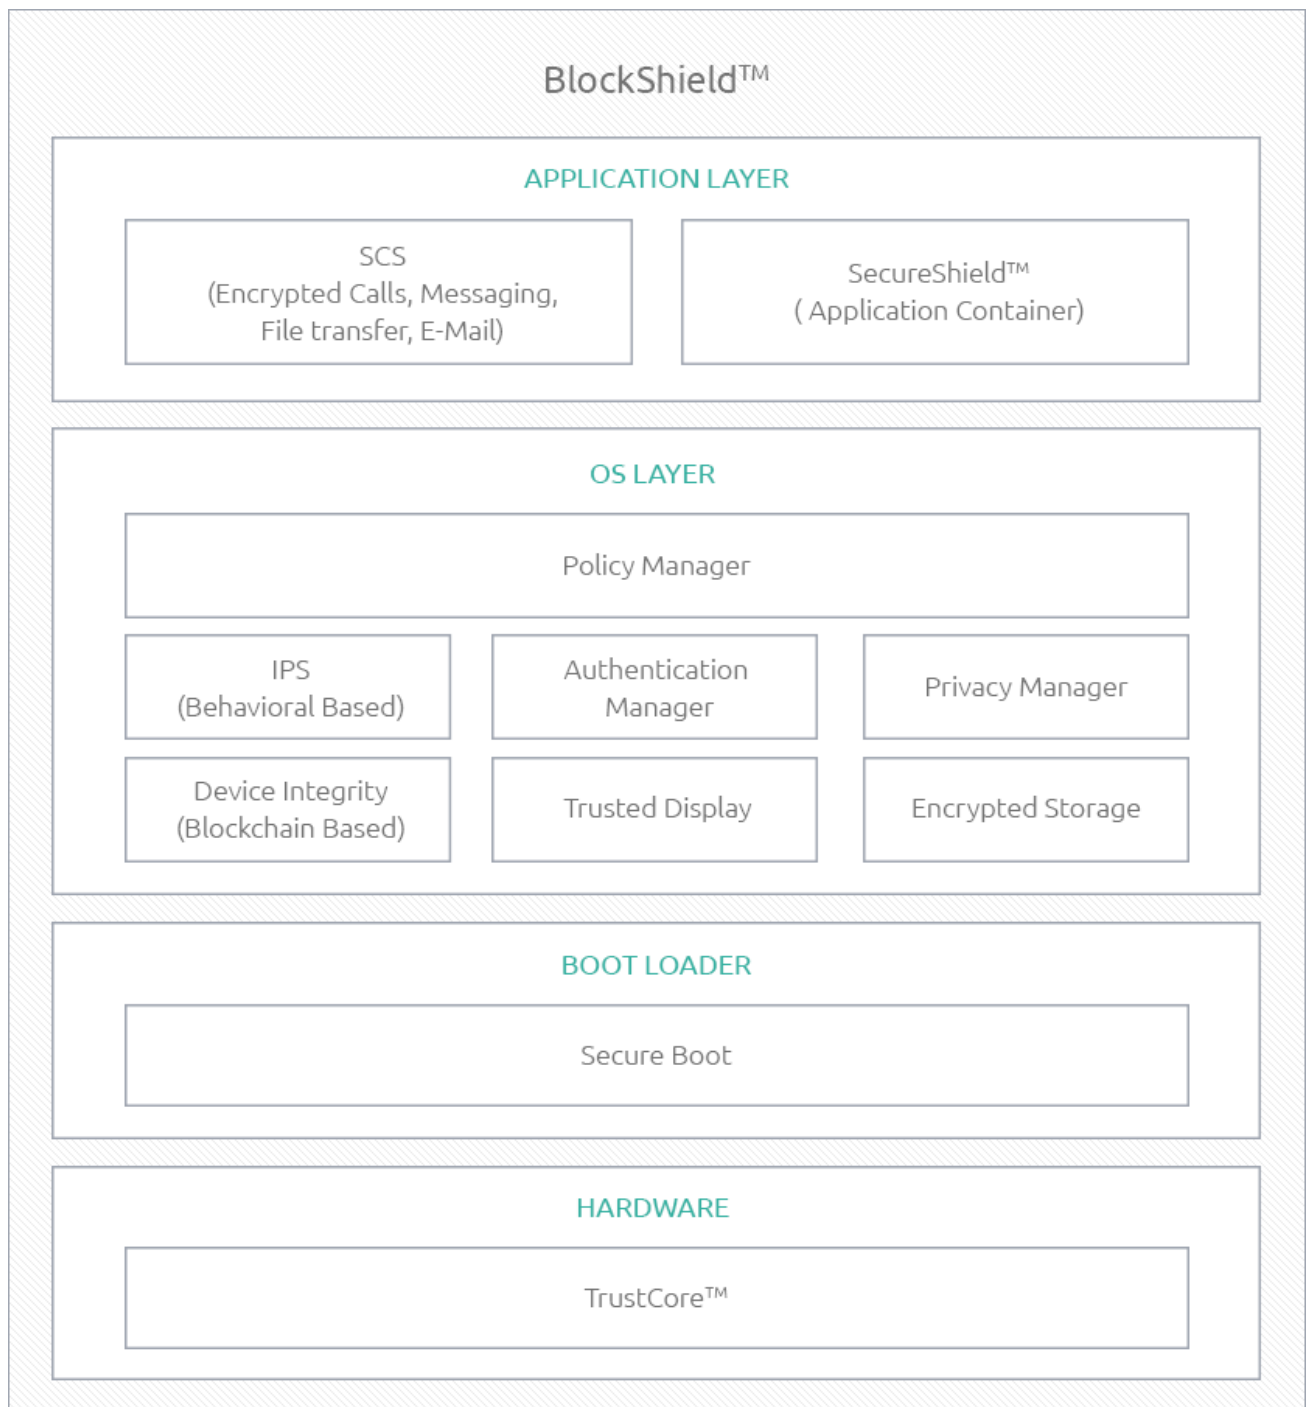 BlockShield™
APPLICATION LAYER
SCS
(Encrypted Calls, Messaging,
File transfer, E-Mail)
SecureShield™
( Application Container)
OS LAYER
Policy Manager
IPS
(Behavioral Based)
Authentication
Manager
Privacy Manager
Device Integrity
(Blockchain Based)
Trusted Display
Encrypted Storage
BOOT LOADER
Secure Boot
HARDWARE
TrustCore™